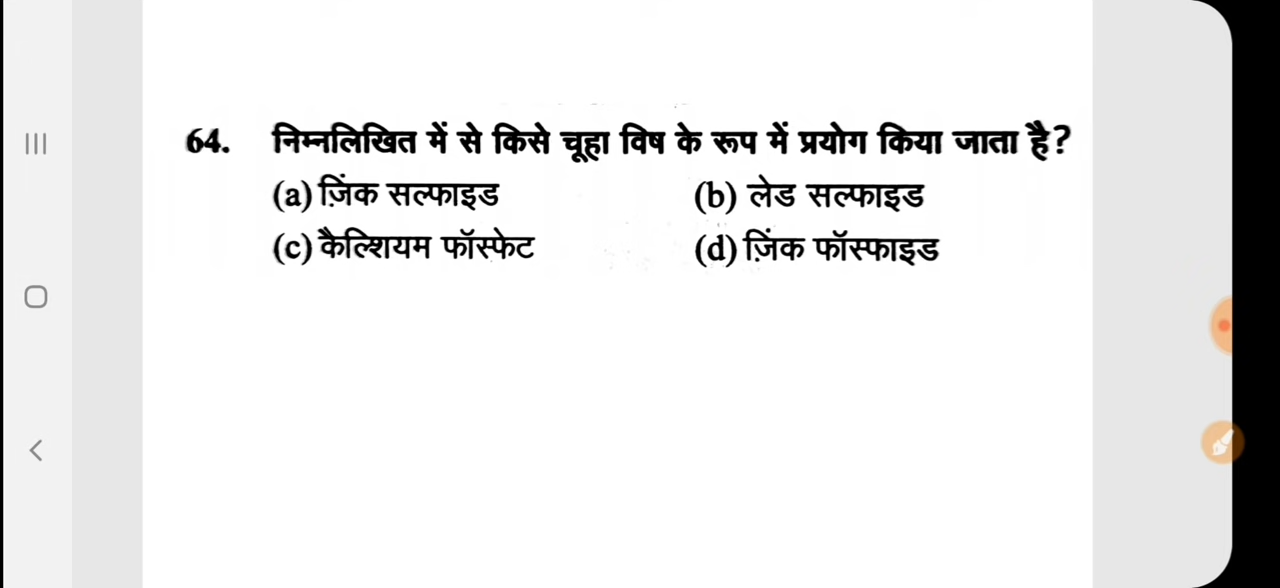 64. निम्नलिखित में से किसे चूहा विष के रूप में प्रयोग किया जाता है?
(a) ज़िंक सल्फाइड (b) लेड सल्फाइड
(c) कैल्शियम फॉस्फेट (d) ज़िंक फॉस्फाइड